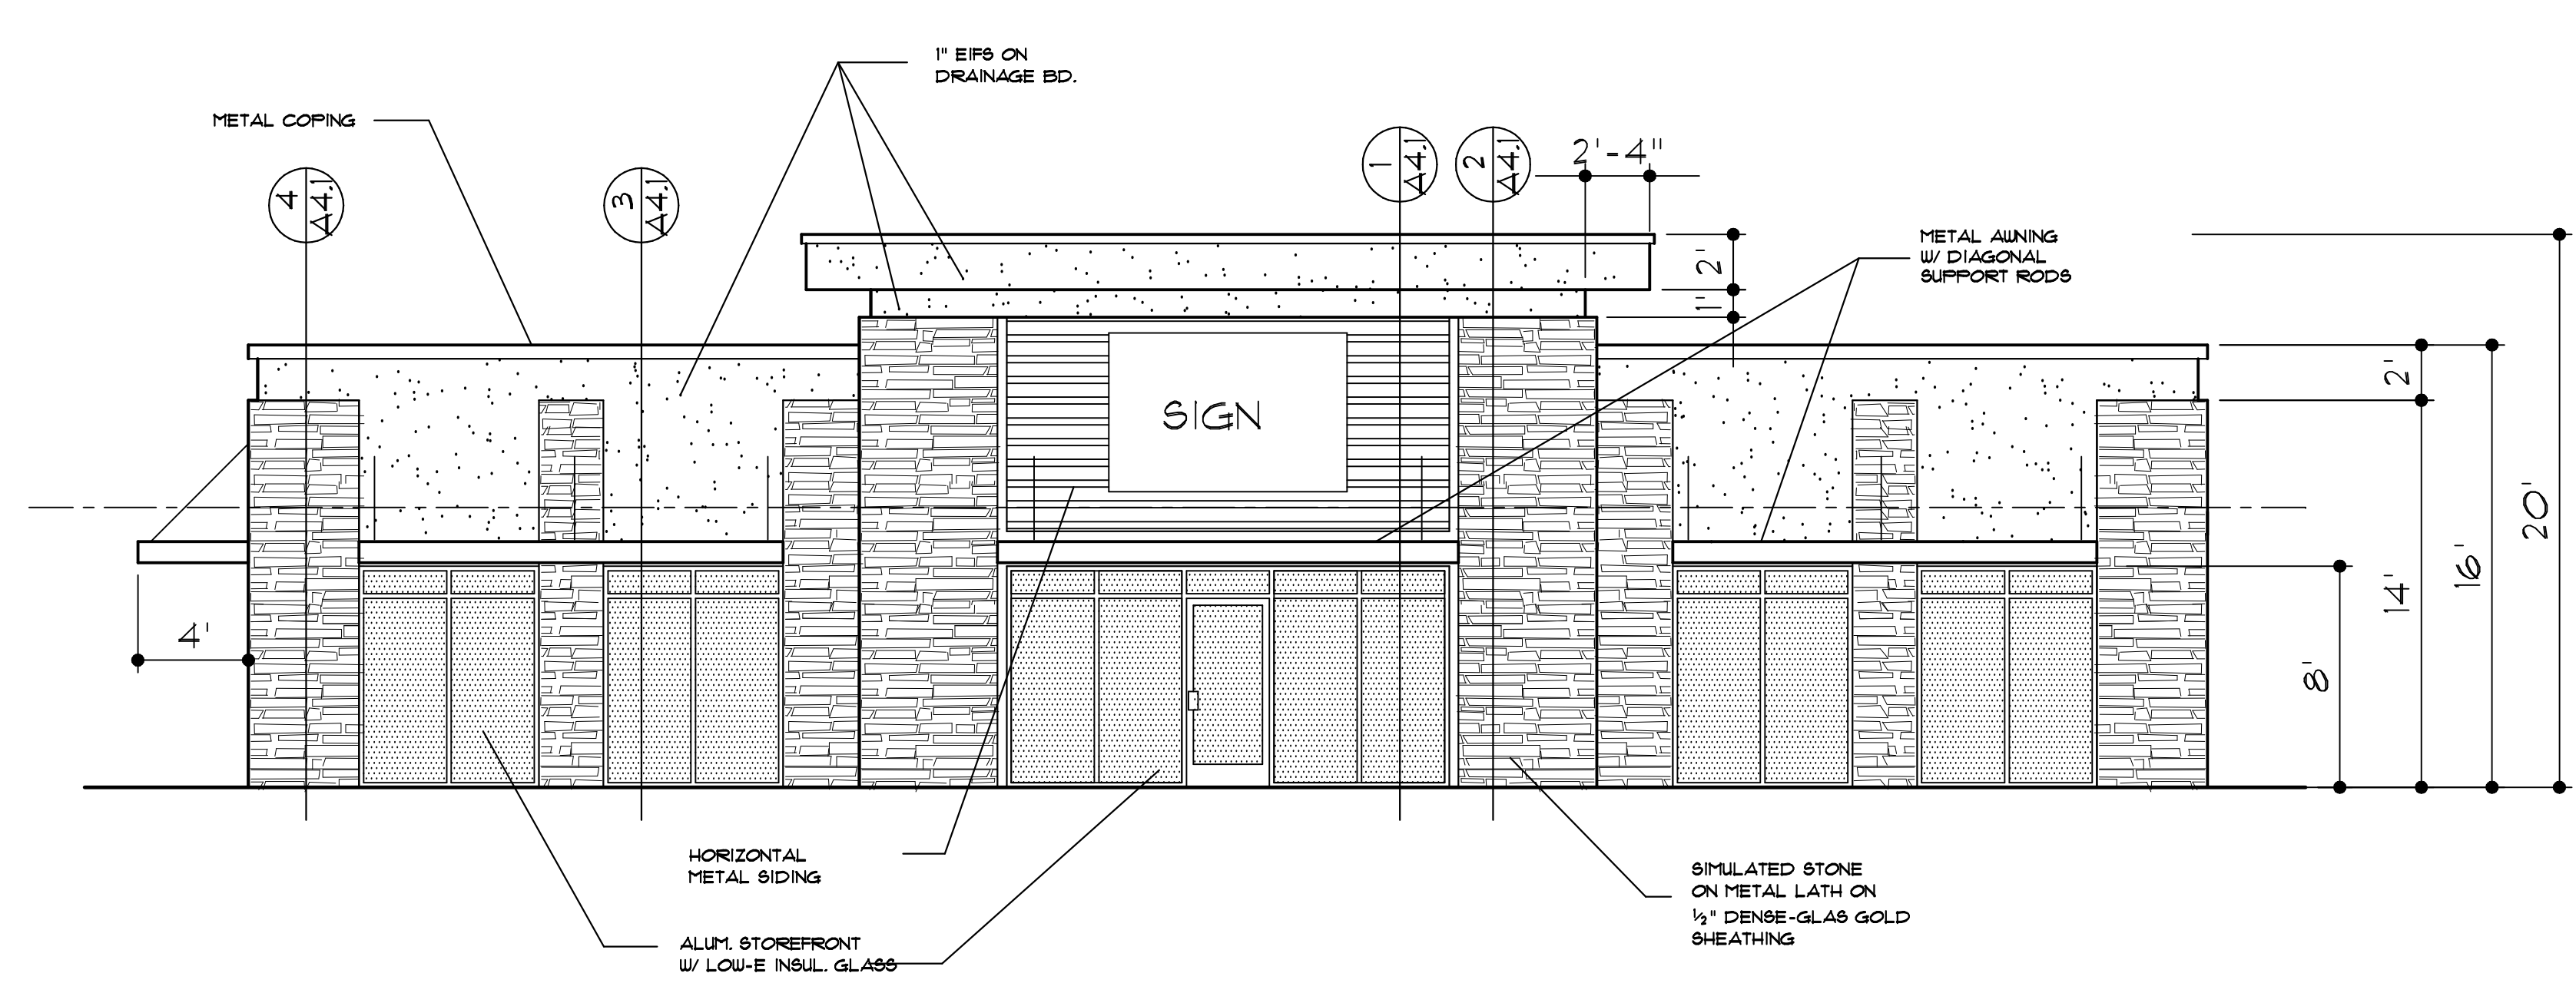 1" EIFS ON
DRAINAGE BD.
METAL COPING
4
A4.1
3
A4.1
1
A4.1
2
A4.1
2'-4"
METAL AWNING
W/ DIAGONAL
SUPPORT RODS
2'
1'
2'
SIGN
20'
16'
14'
8'
4'
HORIZONTAL
METAL SIDING
SIMULATED STONE
ON METAL LATH ON
½" DENSE-GLAS GOLD
SHEATHING
ALUM. STOREFRONT
W/ LOW-E INSUL. GLASS